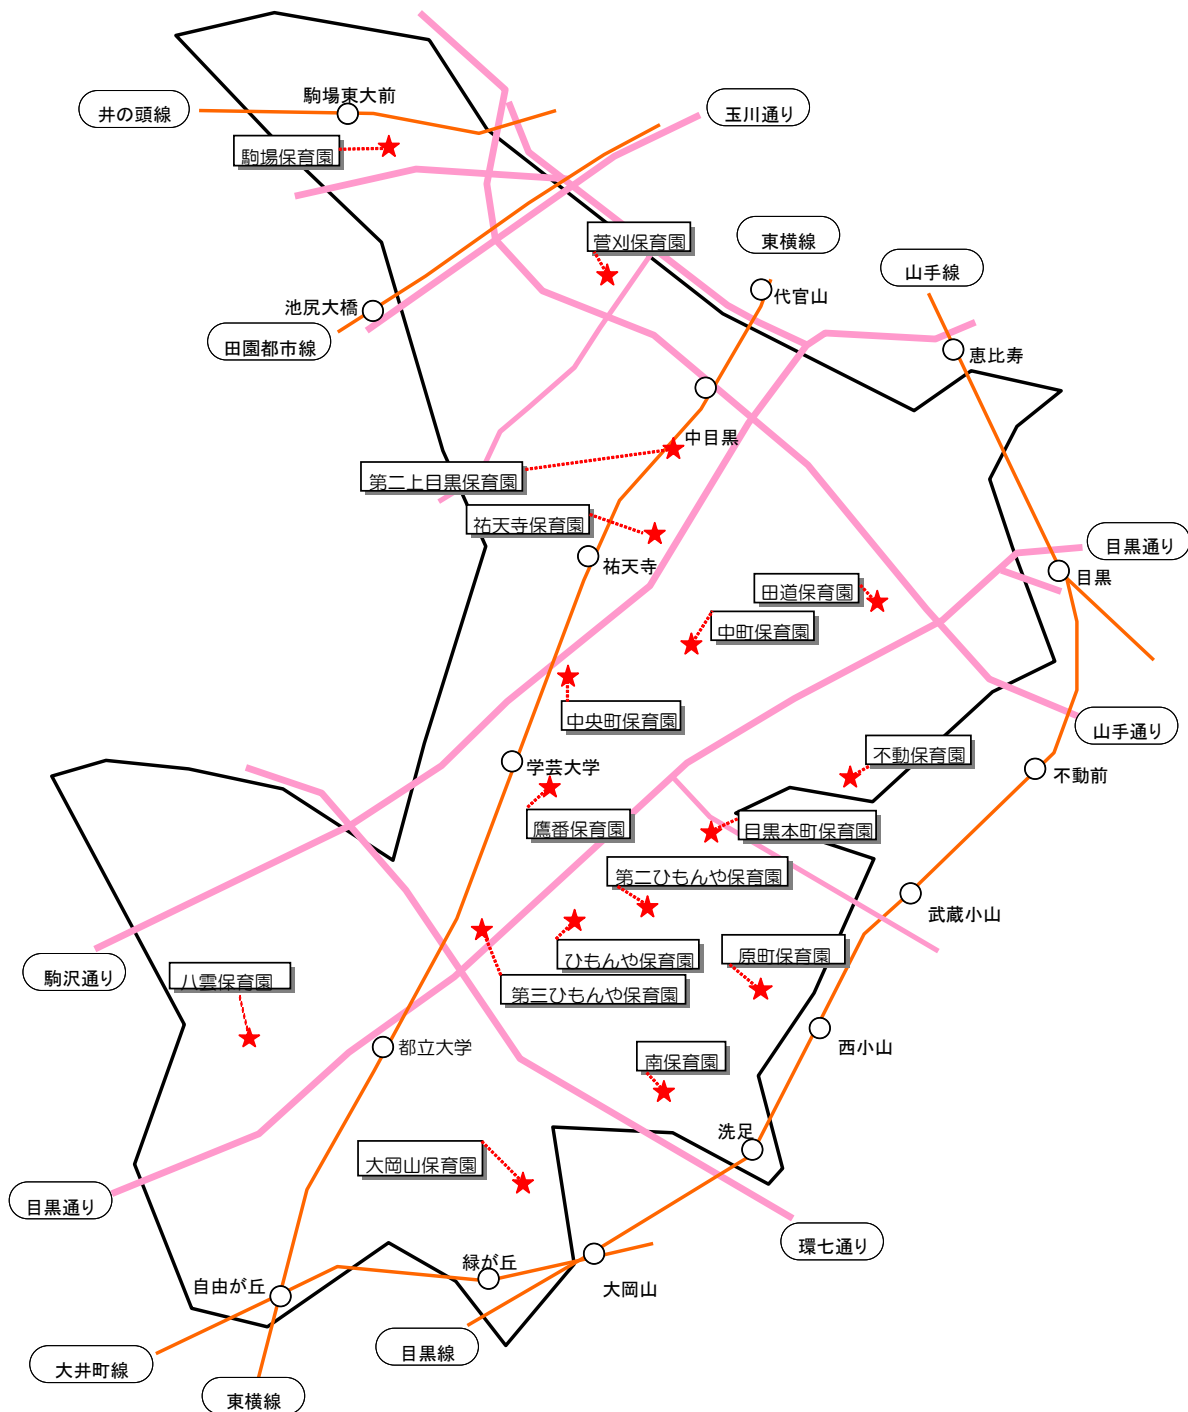 駒場東大前
井の頭線
玉川通り
駒場保育園
菅刈保育園
東横線
山手線
代官山
池尻大橋
田園都市線
恵比寿
中目黒
第二上目黒保育園
祐天寺保育園
目黒通り
祐天寺
目黒
田道保育園
中町保育園
中央町保育園
山手通り
不動保育園
学芸大学
不動前
鷹番保育園
目黒本町保育園
第二ひもんや保育園
武蔵小山
駒沢通り
ひもんや保育園
原町保育園
八雲保育園
第三ひもんや保育園
都立大学
西小山
南保育園
洗足
大岡山保育園
目黒通り
環七通り
緑が丘
自由が丘
大岡山
目黒線
大井町線
東横線